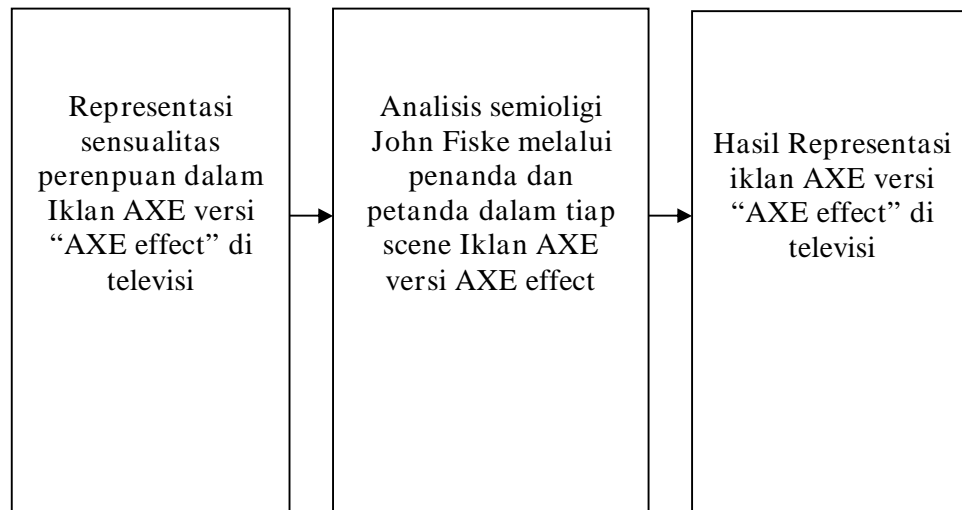 Representasi
sensualitas
perenpuan dalam
Iklan AXE versi
“AXE effect” di
televisi
Analisis semioligi
John Fiske melalui
penanda dan
petanda dalam tiap
scene Iklan AXE
versi AXE effect
Hasil Representasi
iklan AXE versi
“AXE effect” di
televisi